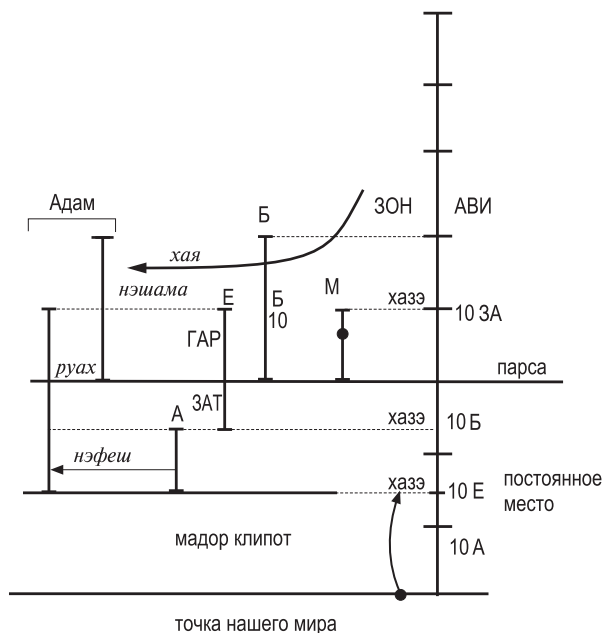 Адам
Б
ЗОН
АВИ
хая
нэшама
Е
Б
10
М
хазэ
10 ЗА
ГАР
руах
парса
А
ЗАТ
хазэ
10 Б
нэфеш
хазэ
10 Е
постоянное
место
мадор клипот
10 А
точка нашего мира